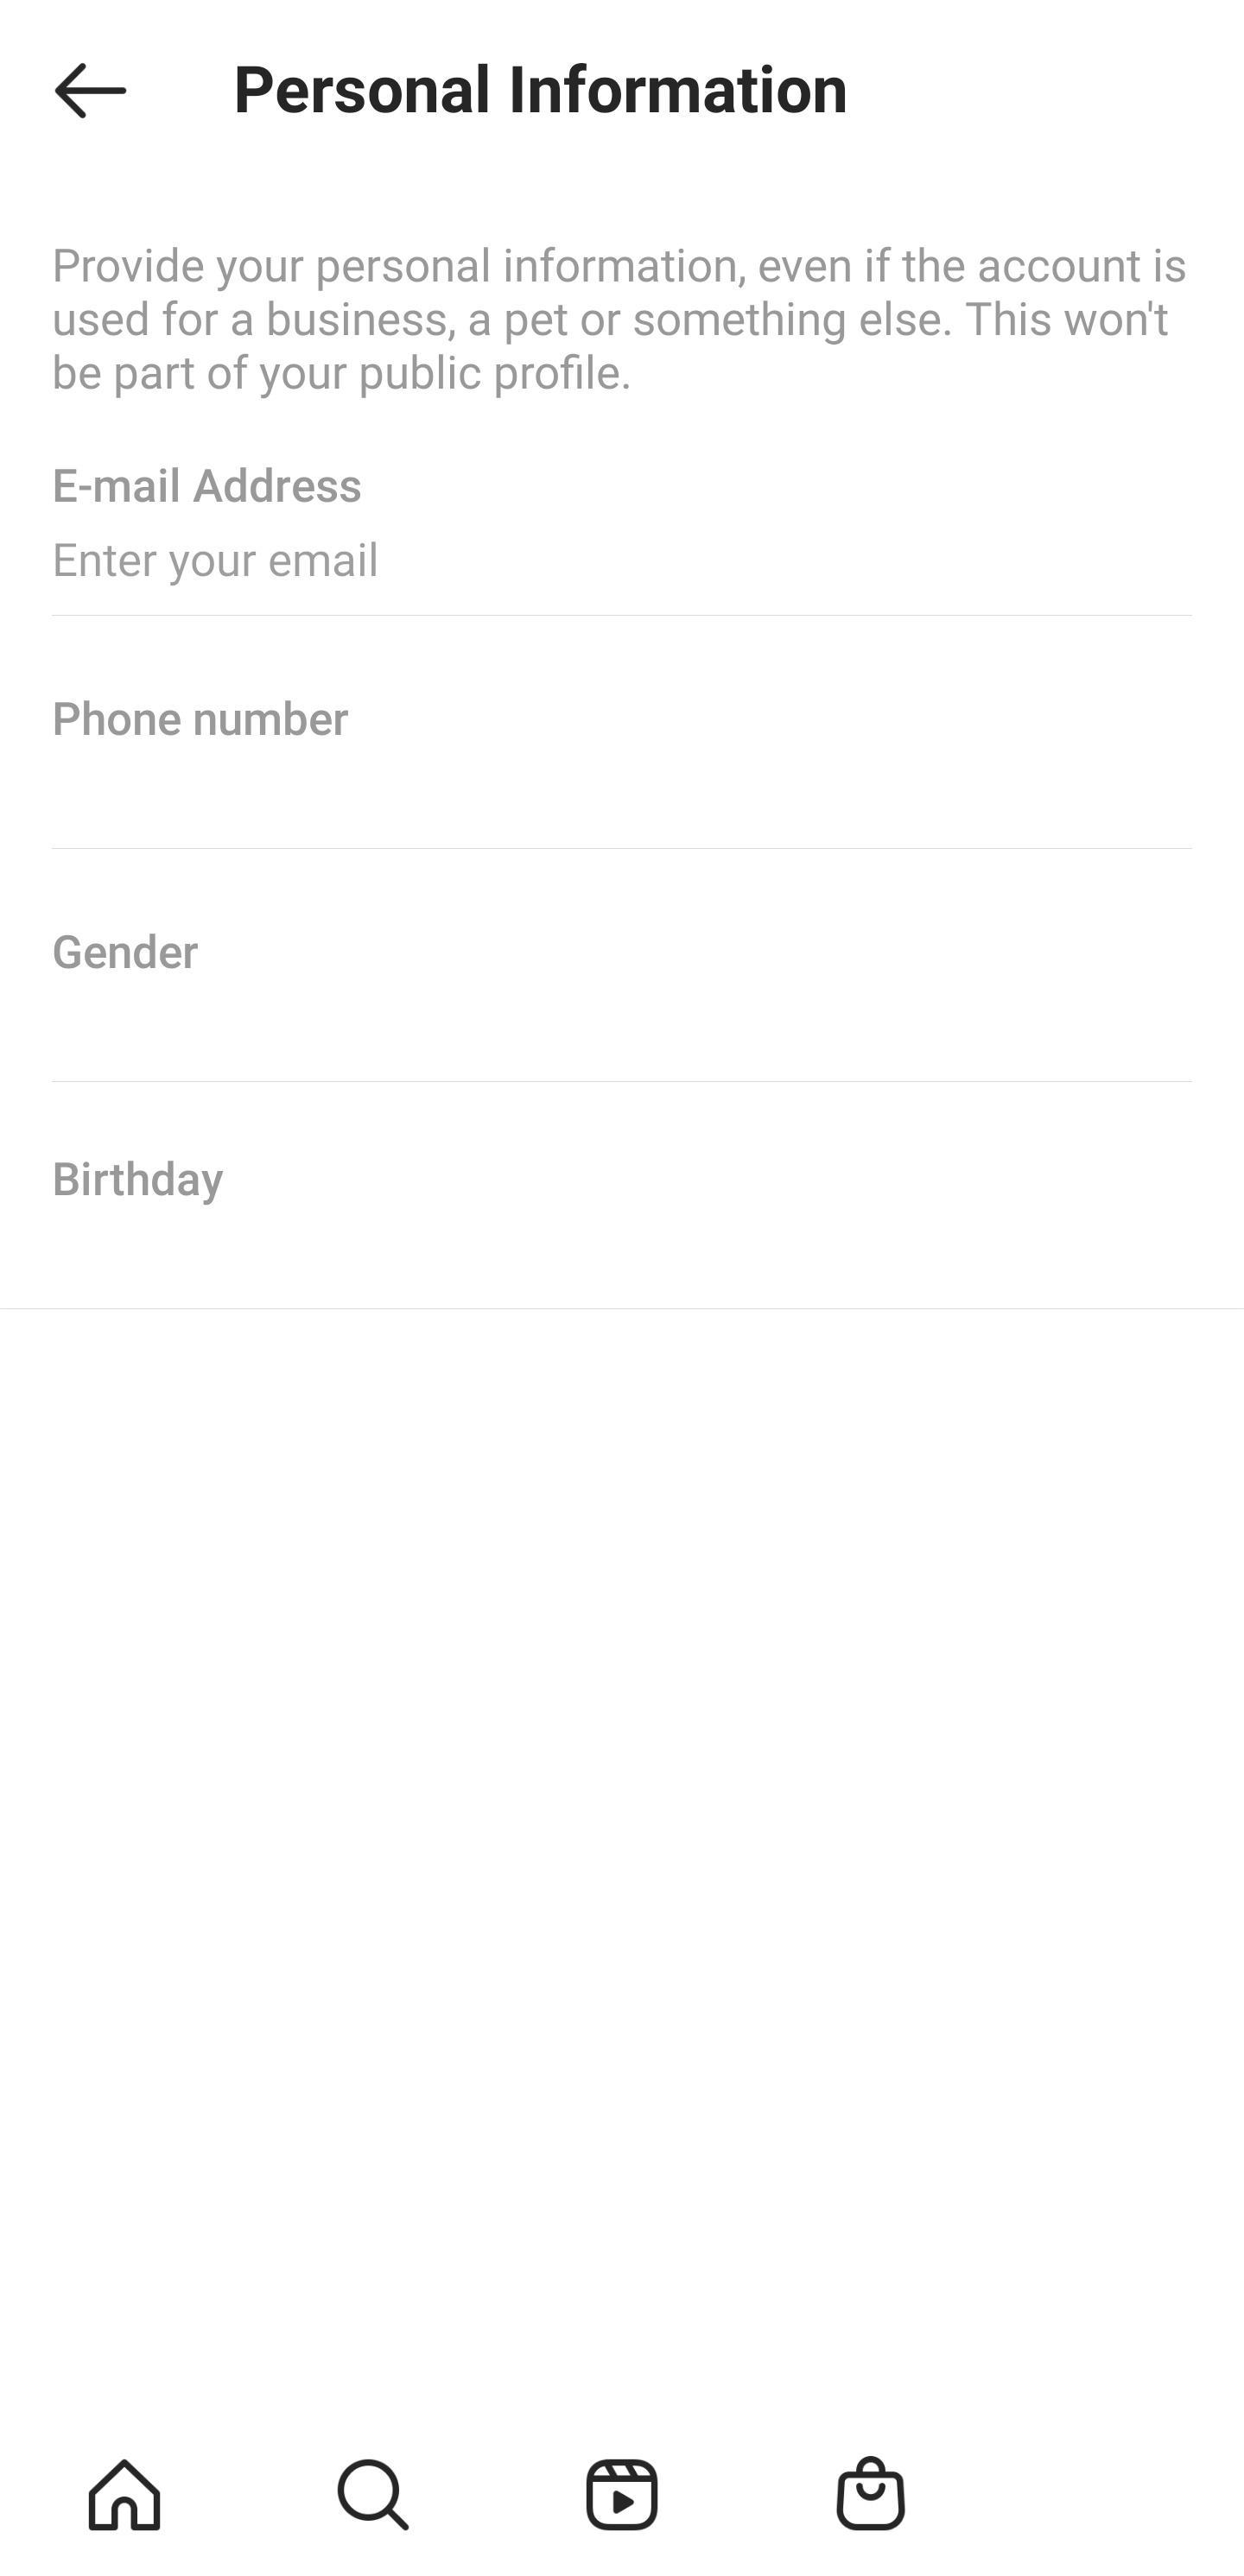 Personal Information
Provide your personal information, even if the account is
used for a business, a pet or something else. This won't
be part of your public profile.
E-mail Address
Enter your email
Phone number
Gender
Birthday